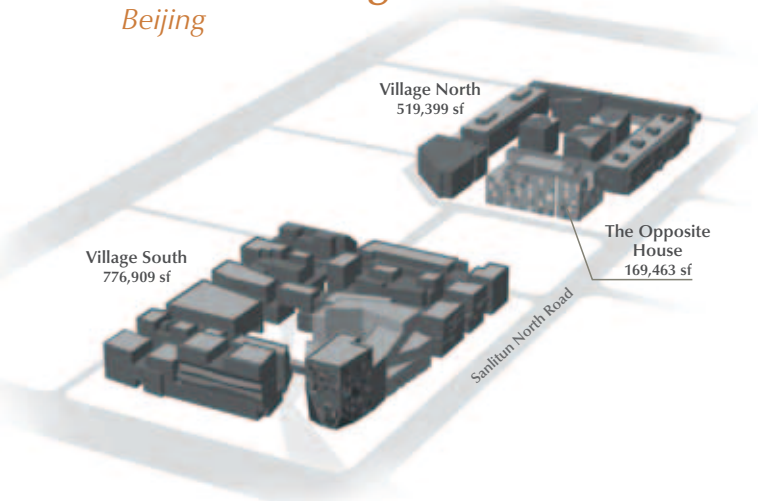 Beijing
Village North
519,399 sf
The Opposite
House
169,463 sf
Village South
776,909 sf
Sanlitun North Road